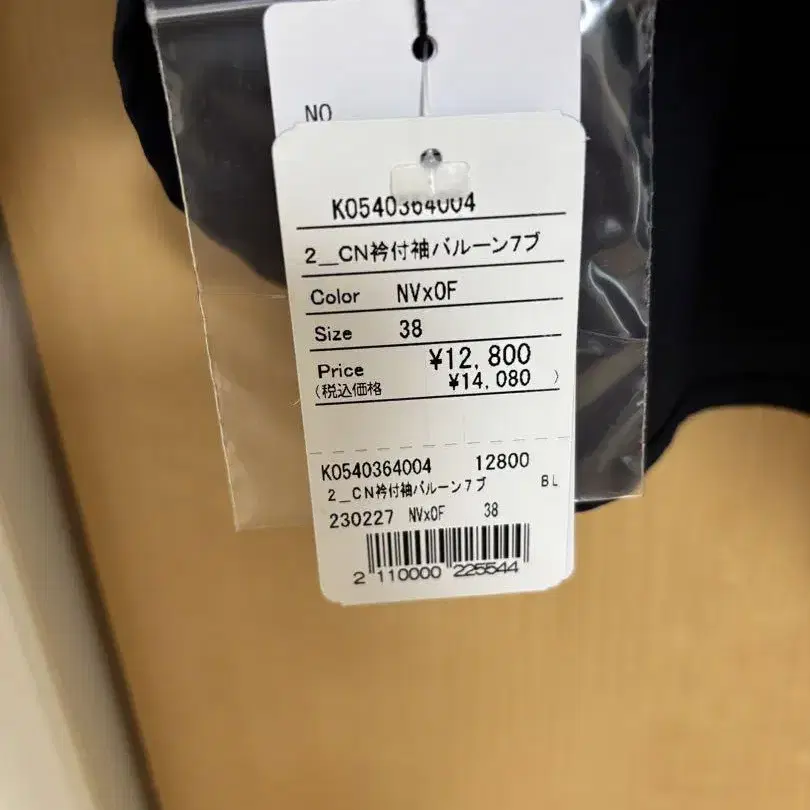 NO
K0540364004
2_CN衿付袖バルーン7ブ
Color NVxOF
Size 38
Price ¥12,800
(税込価格 ¥14,080 )
K0540364004 12800
2_CN衿付袖バルーン7ブ BL
230227 NVxOF 38
2 110000 225544